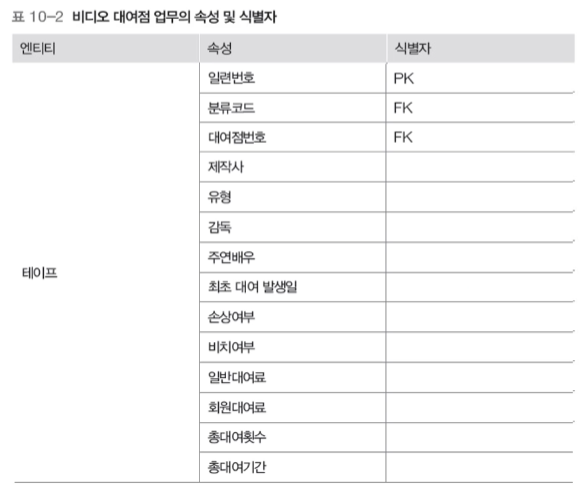 표 10-2 비디오 대여점 업무의 속성 및 식별자
엔티티 속성 식별자
일련번호 PK
분류코드 FK
대여점번호 FK
제작사
유형
감독
주연배우
테이프
최초 대여 발생일
손상여부
비치여부
일반대여료
회원대여료
총대여횟수
총대여기간